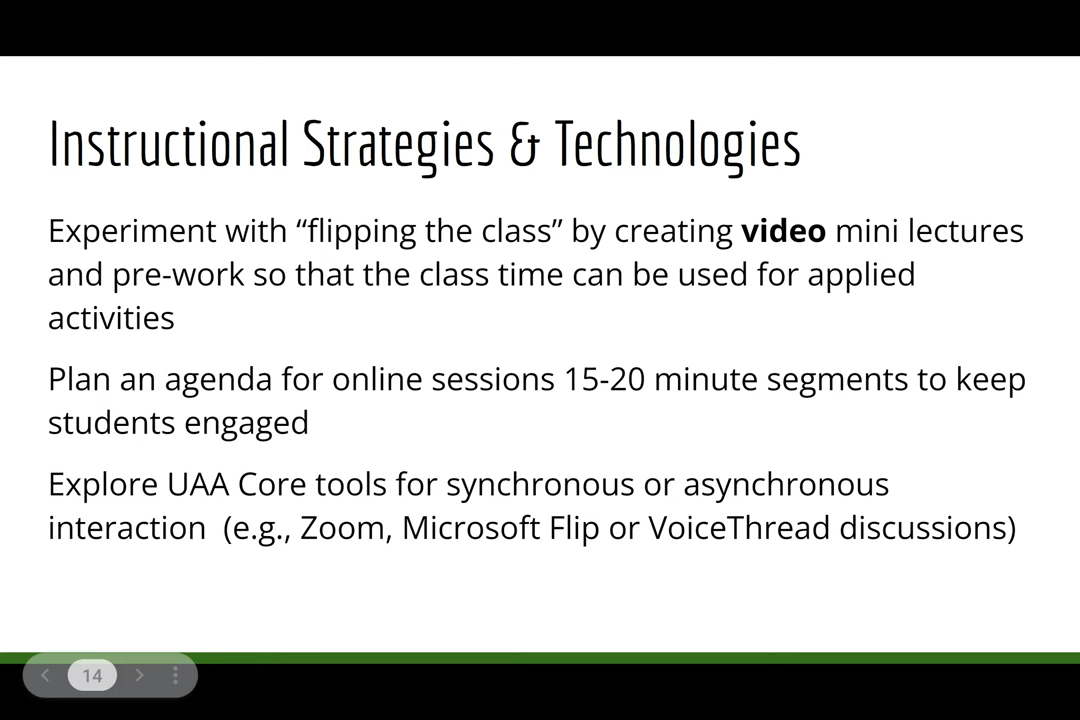 Instructional Strategies & Technologies
Experiment with “flipping the class” by creating video mini lectures
and pre-work so that the class time can be used for applied
activities
Plan an agenda for online sessions 15-20 minute segments to keep
students engaged
Explore UAA Core tools for synchronous or asynchronous
interaction  (e.g., Zoom, Microsoft Flip or VoiceThread discussions)
14